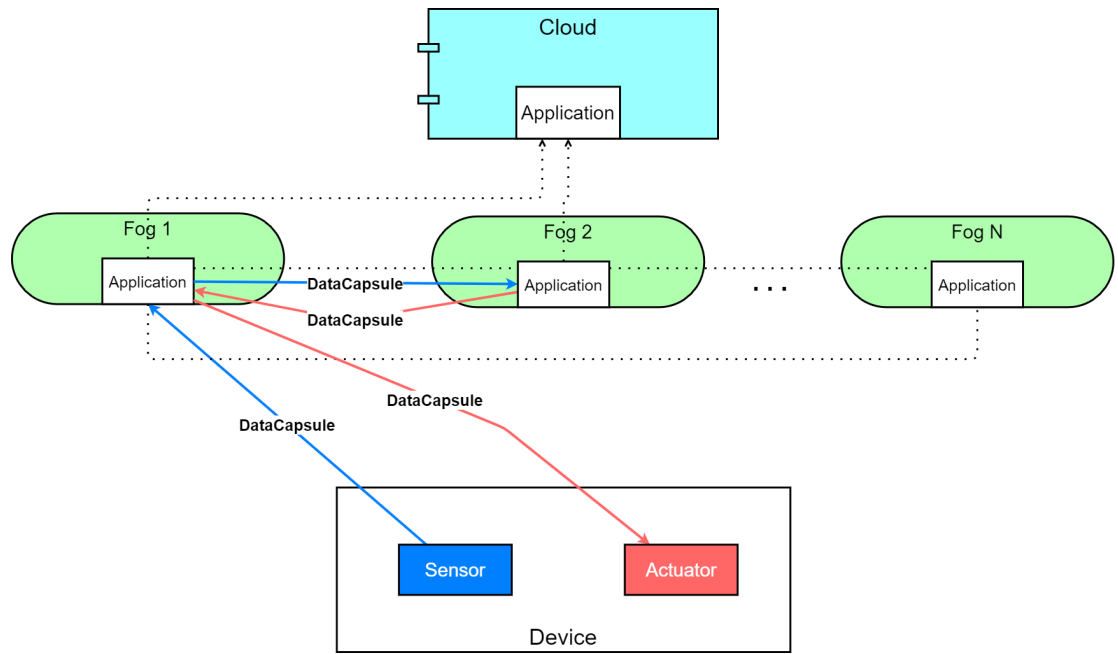 Cloud
Application
Fog 1
Fog 2
Fog N
Application
DataCapsule
Application
...
Application
DataCapsule
DataCapsule
DataCapsule
Sensor
Actuator
Device